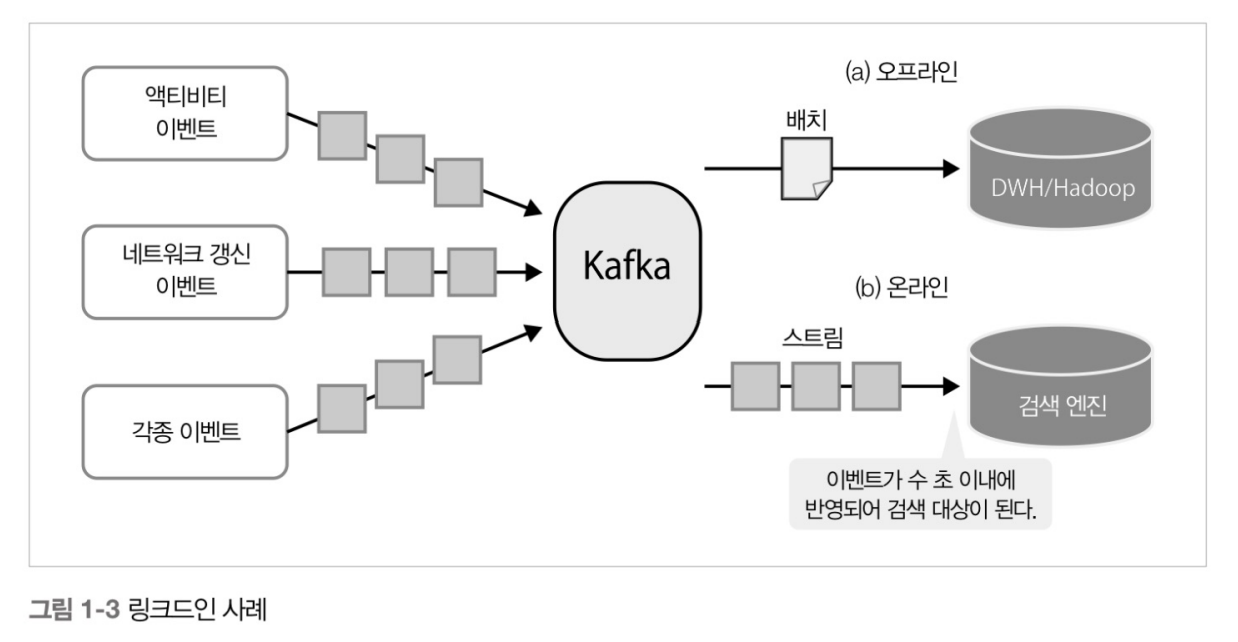 액티비티
이벤트
네트워크 갱신
이벤트
각종 이벤트
Kafka
(a) 오프라인
배치
DWH/Hadoop
(b) 온라인
스트림
검색 엔진
이벤트가 수 초 이내에
반영되어 검색 대상이 된다.
그림 1-3 링크드인 사례